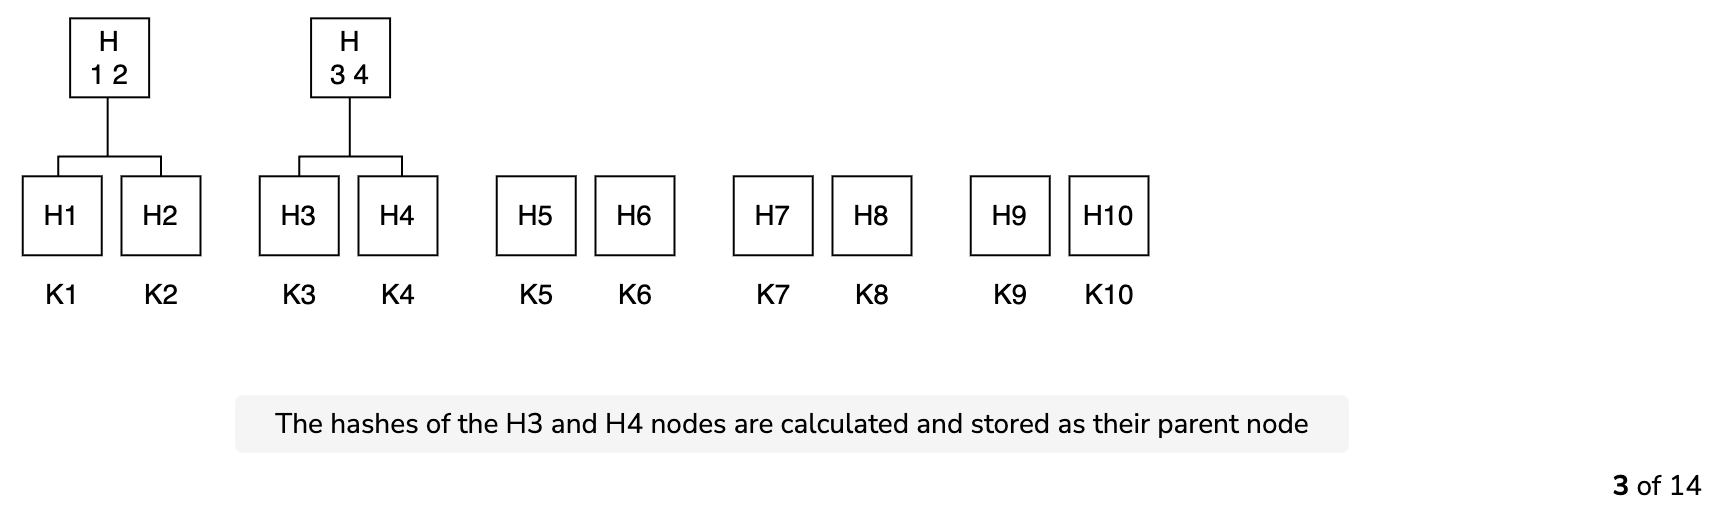 H
1 2
H
3 4
H1 H2 H3 H4 H5 H6 H7 H8 H9 H10
K1 K2 K3 K4 K5 K6 K7 K8 K9 K10
The hashes of the H3 and H4 nodes are calculated and stored as their parent node
3 of 14